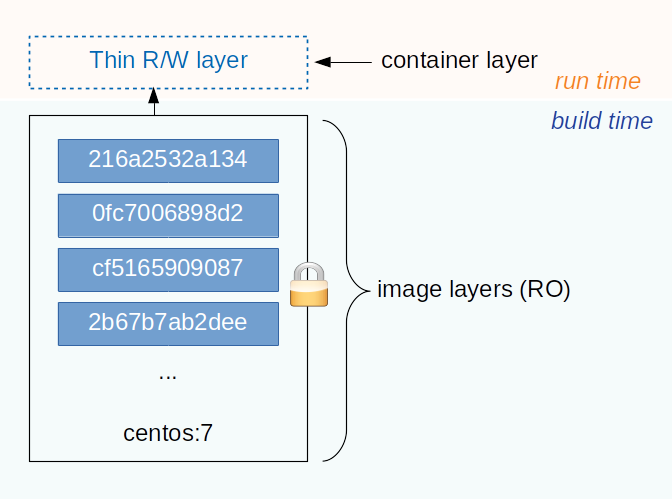 Thin R/W layer
container layer
run time
build time
216a2532a134
0fc7006898d2
cf5165909087
2b67b7ab2dee
image layers (RO)
...
centos:7